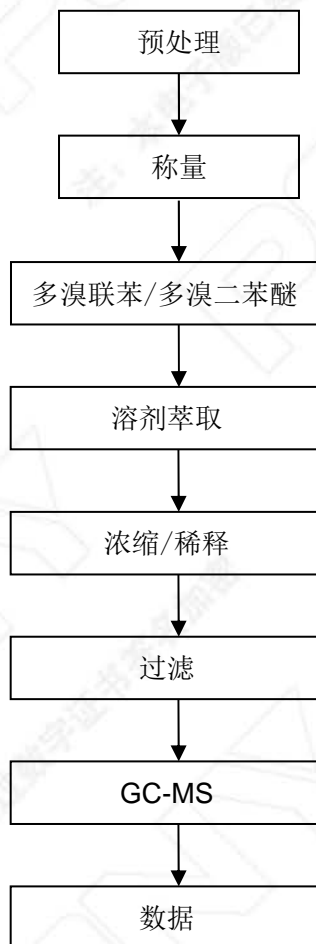 预处理
称量
多溴联苯/多溴二苯醚
溶剂萃取
浓缩/稀释
过滤
GC-MS
数据